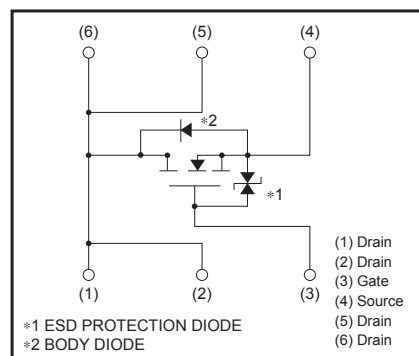 (6) (5) (4)
∗2
∗1
(1) (2) (3)
(1) Drain
(2) Drain
(3) Gate
(4) Source
(5) Drain
(6) Drain
∗1 ESD PROTECTION DIODE
∗2 BODY DIODE